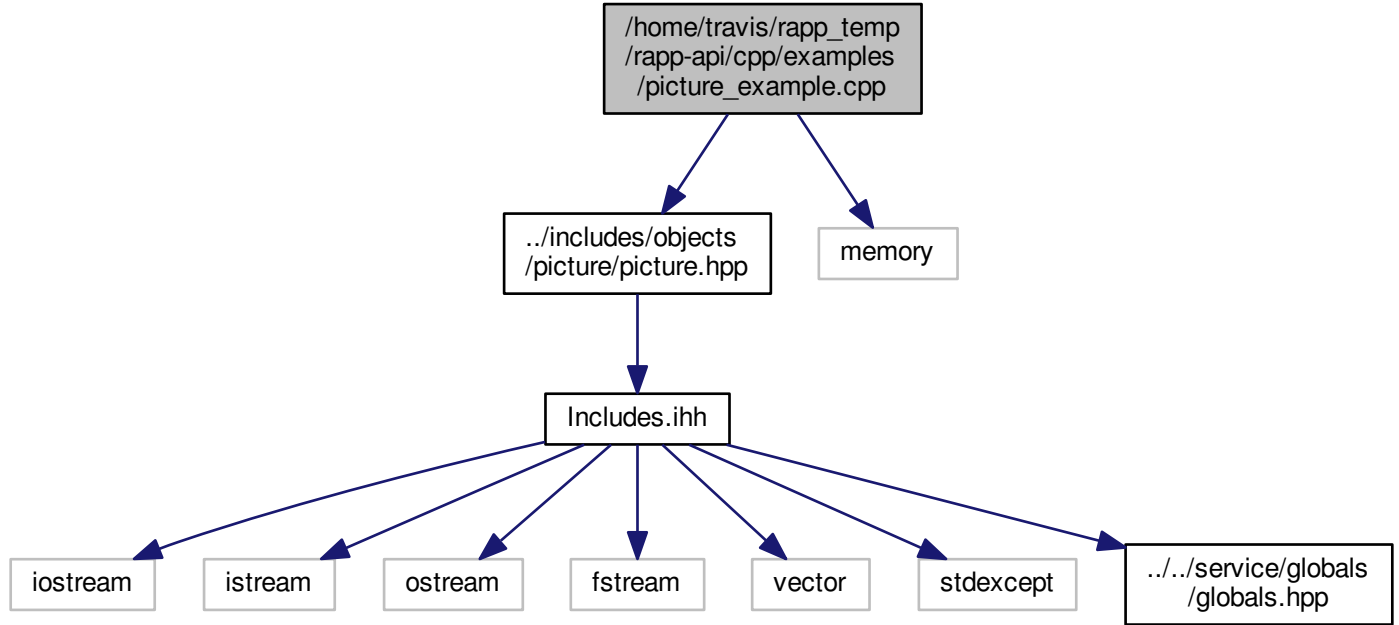 /home/travis/rapp_temp
/rapp-api/cpp/examples
/picture_example.cpp
../includes/objects
/picture/picture.hpp
memory
Includes.ihh
iostream
istream
ostream
fstream
vector
stdexcept
../../service/globals
/globals.hpp